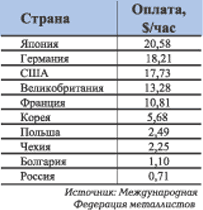 Страна Оплата, $/час
Япония 20,58
Германия 18,21
США 17,73
Великобритания 13,28
Франция 10,81
Корея 5,68
Польша 2,49
Чехия 2,25
Болгария 1,10
Россия 0,71
Источник: Международная
Федерация металлистов